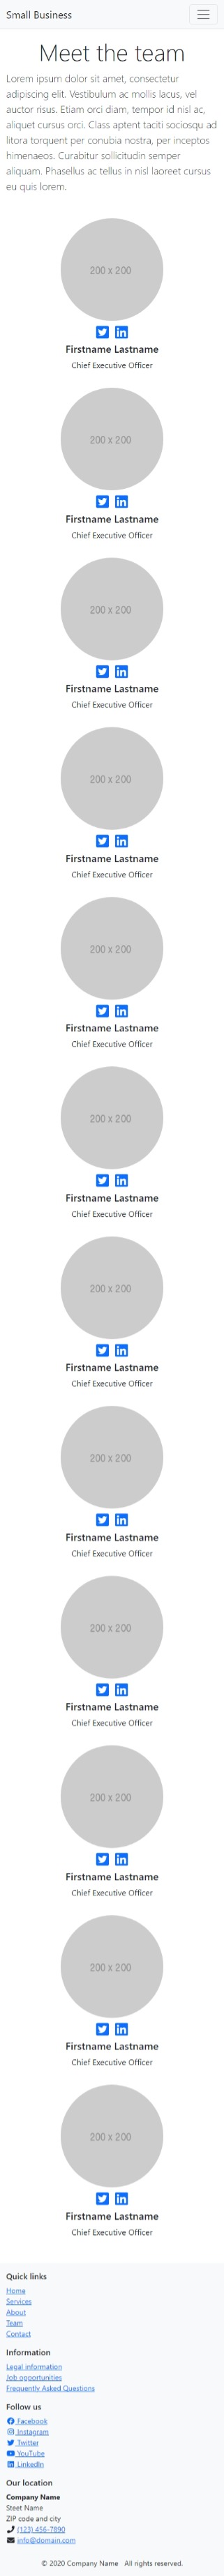 Small Business
Meet the team
Lorem ipsum dolor sit amet, consectetur
adipiscing elit. Vestibulum ac mollis lacus, vel
auctor risus. Etiam orci diam, tempor id nisl ac,
aliquet cursus orci. Class aptent taciti sociosqu ad
litora torquent per conubia nostra, per inceptos
himenaeos. Curabitur sollicitudin semper
aliquam. Phasellus ac tellus in nisl laoreet cursus
eu quis lorem.
200 x 200
Firstname Lastname
Chief Executive Officer
200 x 200
Firstname Lastname
Chief Executive Officer
200 x 200
Firstname Lastname
Chief Executive Officer
200 x 200
Firstname Lastname
Chief Executive Officer
200 x 200
Firstname Lastname
Chief Executive Officer
200 x 200
Firstname Lastname
Chief Executive Officer
200 x 200
Firstname Lastname
Chief Executive Officer
200 x 200
Firstname Lastname
Chief Executive Officer
200 x 200
Firstname Lastname
Chief Executive Officer
200 x 200
Firstname Lastname
Chief Executive Officer
200 x 200
Firstname Lastname
Chief Executive Officer
200 x 200
Firstname Lastname
Chief Executive Officer
Quick links
Home
Services
About
Team
Contact
Information
Legal information
Job opportunities
Frequently Asked Questions
Follow us
Facebook
Instagram
Twitter
YouTube
LinkedIn
Our location
Company Name
Steet Name
ZIP code and city
(123) 456-7890
info@domain.com
© 2020 Company Name All rights reserved.